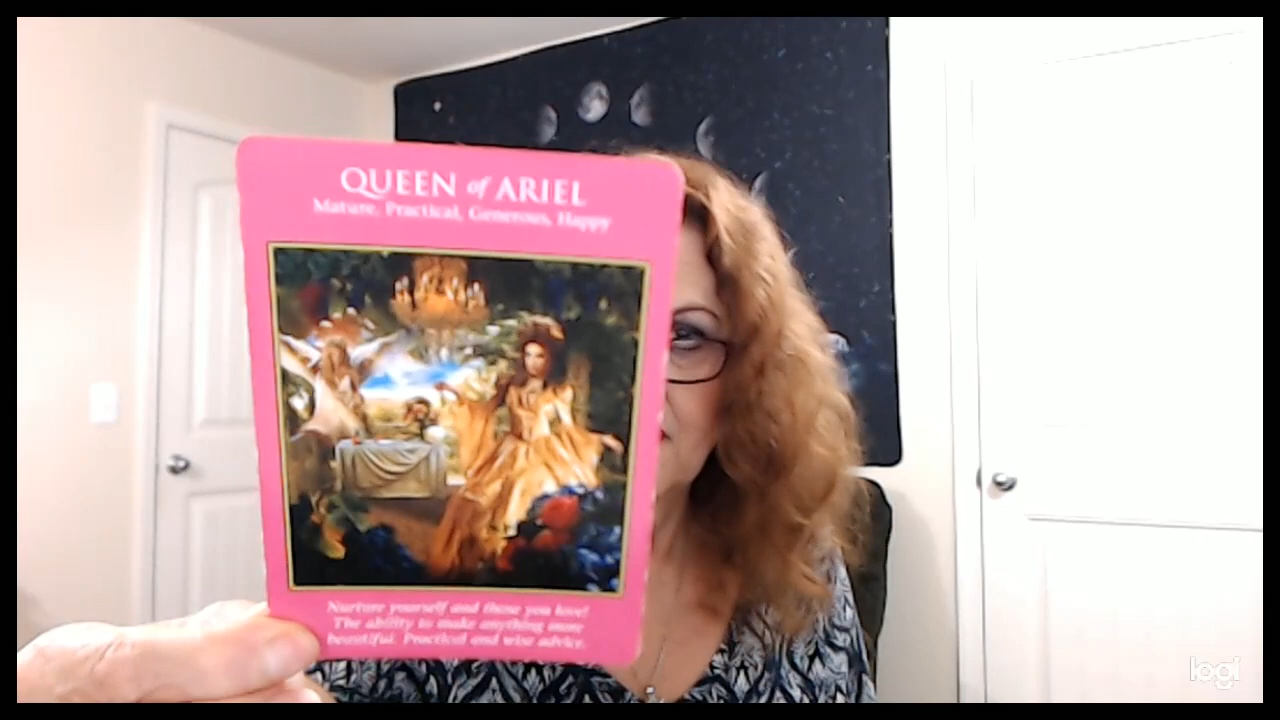 QUEEN of ARIEL
Mature, Practical, Generous, Happy
Nurture yourself and those you love!
The ability to make anything more
beautiful. Practical and wise advice.
logi